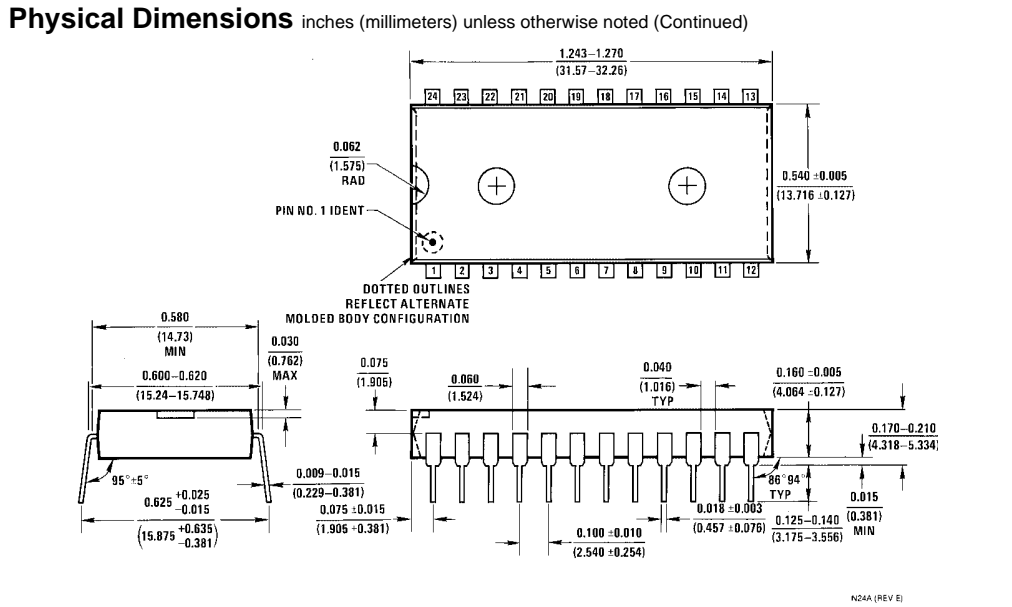 Physical Dimensions inches (millimeters) unless otherwise noted (Continued)
1.243–1.270
(31.57–32.26)
24 23 22 21 20 19 18 17 16 15 14 13
0.062
(1.575)
RAD
0.540 ±0.005
(13.716 ±0.127)
PIN NO. 1 IDENT
1 2 3 4 5 6 7 8 9 10 11 12
DOTTED OUTLINES
REFLECT ALTERNATE
MOLDED BODY CONFIGURATION
0.580
(14.73)
MIN
0.030
(0.762)
MAX
0.600–0.620
(15.24–15.748)
0.075
(1.905)
0.060
(1.524)
0.040
(1.016)
TYP
0.160 ±0.005
(4.064 ±0.127)
0.170–0.210
(4.318–5.334)
95°±5°
0.009–0.015
(0.229–0.381)
86°94°
TYP
0.625 +0.025
-0.015
(15.875 +0.635
-0.381)
0.075 ±0.015
(1.905 ±0.381)
0.100 ±0.010
(2.540 ±0.254)
0.018 ±0.003
(0.457 ±0.076)
0.125–0.140
(3.175–3.556)
0.015
(0.381)
MIN
N24A (REV E)